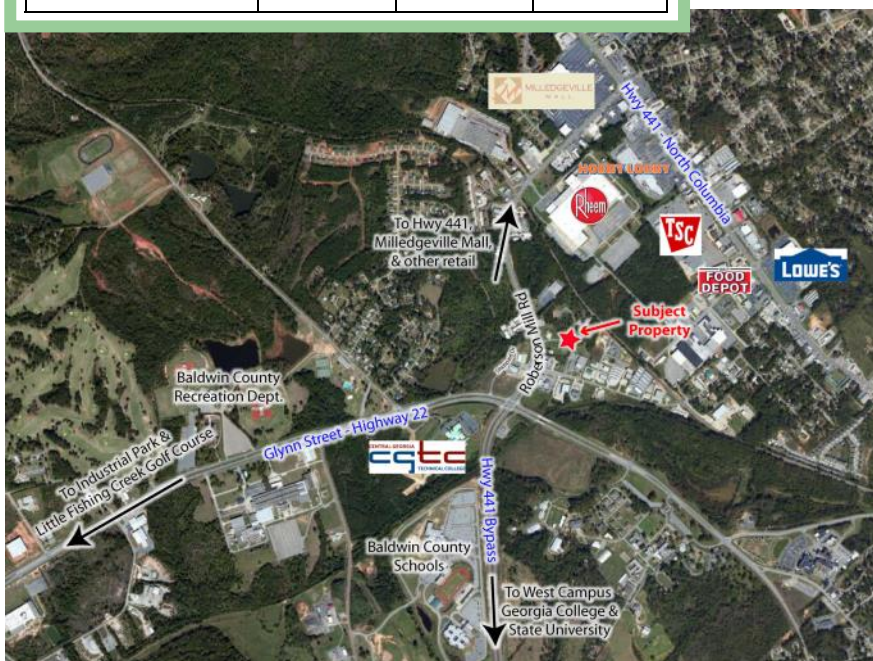 MILLEDGEVILLE
MALL
Hwy 441 - North Columbia
HOBBY LOBBY
Rheem
To Hwy 441,
Milledgeville Mall,
& other retail
TSC
FOOD
DEPOT
LOWE'S
Subject
Property
Roberson Mill Rd
Baldwin County
Recreation Dept.
Glynn Street - Highway 22
CENTRAL GEORGIA
cgtc
TECHNICAL COLLEGE
To Industrial Park &
Little Fishing Creek Golf Course
Hwy 441 Bypass
Baldwin County
Schools
To West Campus
Georgia College &
State University